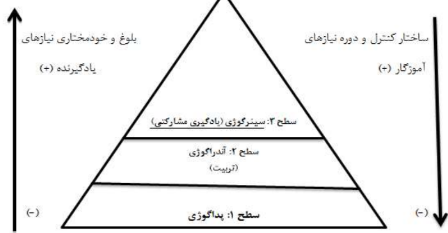 ساختار کنترل و دوره نیازهای
آموزگار (+)
بلوغ و خودمختاری نیازهای
یادگیرنده (+)
سطح ۳: سینرگوژی (یادگیری مشارکتی)
سطح ۲: آندراگوژی
(تربیت)
سطح ۱: پداگوژی
(-)
(-)